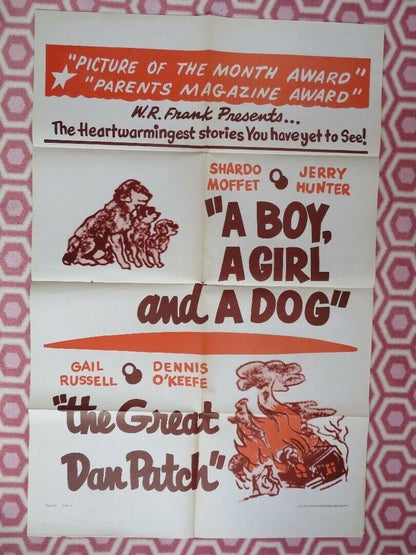 "PICTURE OF THE MONTH AWARD"
"PARENTS MAGAZINE AWARD"
W.R. Frank Presents...
The Heartwarmingest stories You have yet to See!
SHARDO MOFFET
JERRY HUNTER
"A BOY,
A GIRL
and A DOG"
GAIL RUSSELL
DENNIS O'KEEFE
"the Great
Dan Patch"